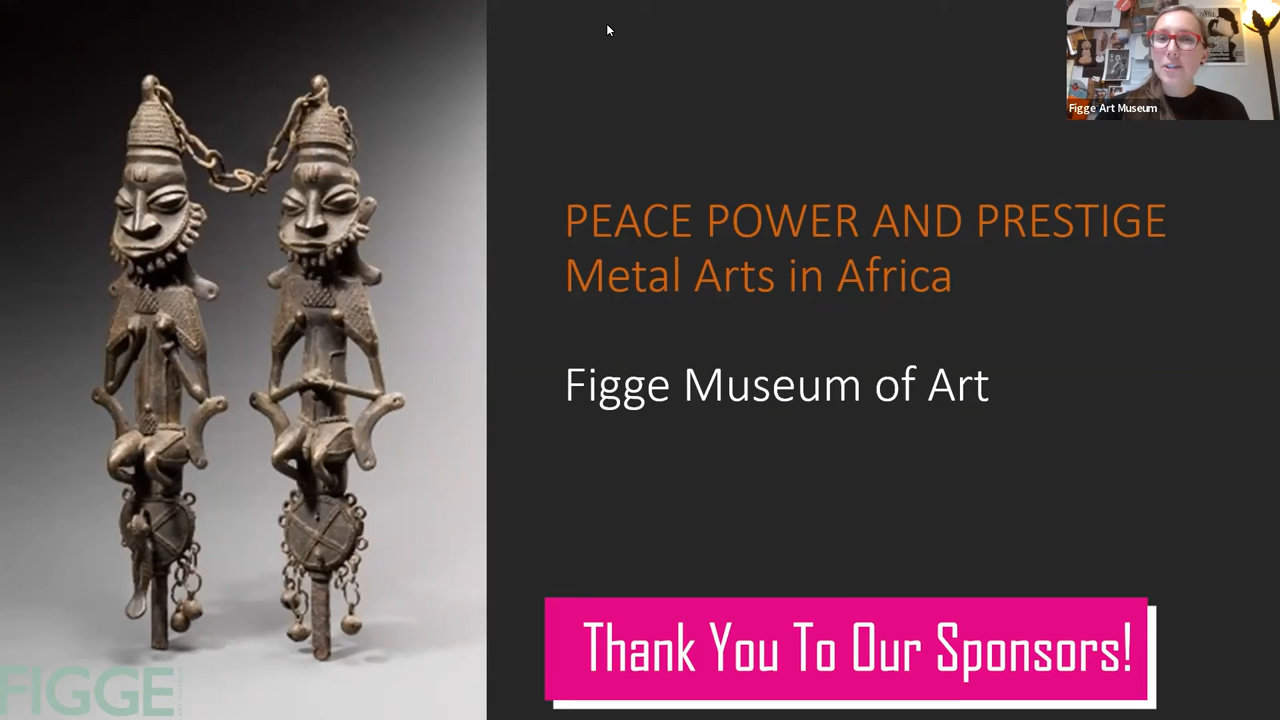 Figge Art Museum
PEACE POWER AND PRESTIGE
Metal Arts in Africa
Figge Museum of Art
Thank You To Our Sponsors!
FIGGE